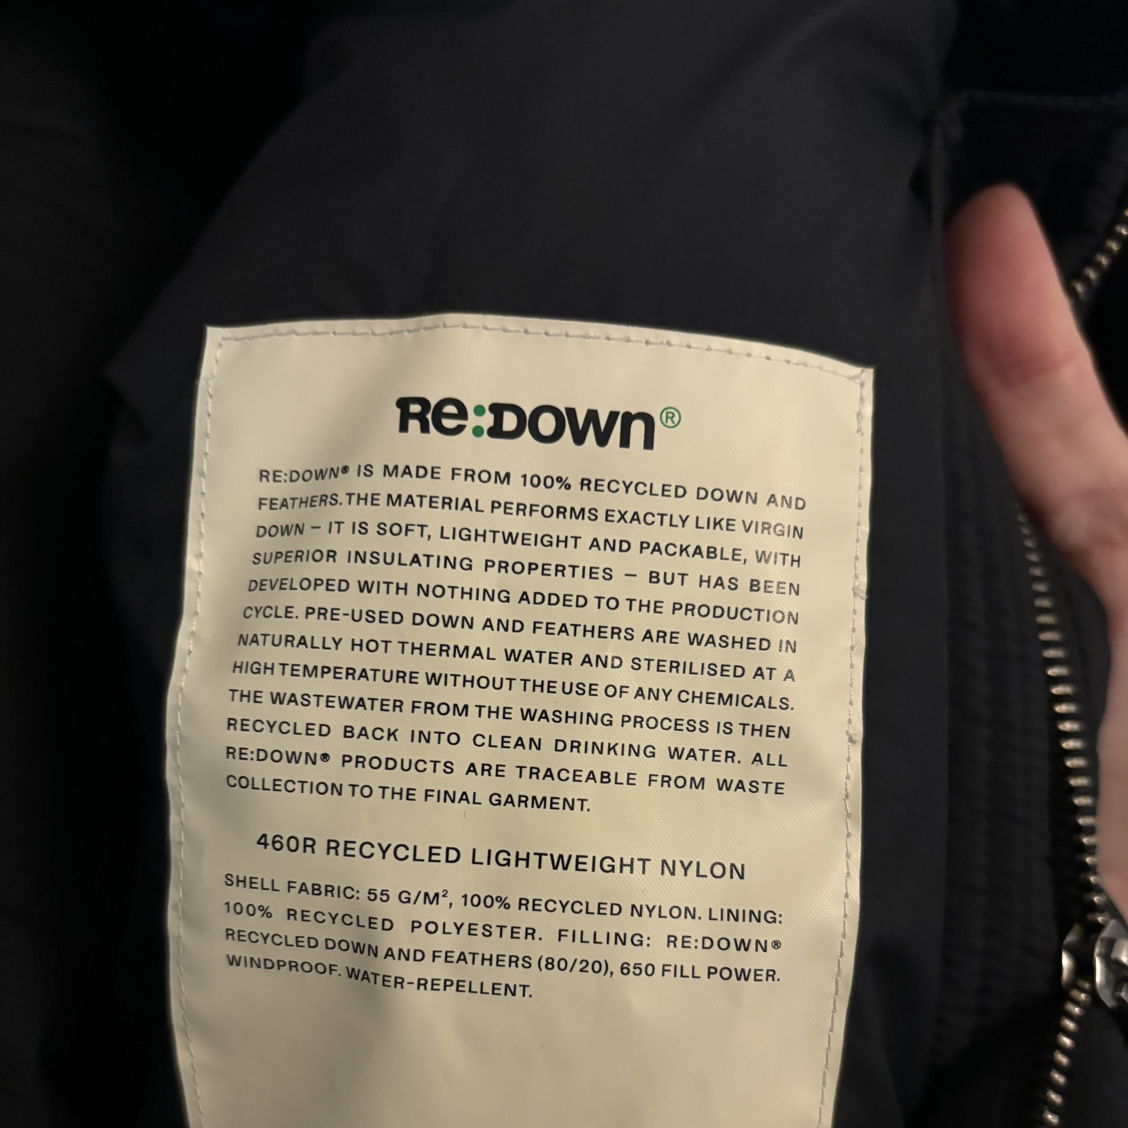 Re:Down®
RE:DOWN® IS MADE FROM 100% RECYCLED DOWN AND
FEATHERS. THE MATERIAL PERFORMS EXACTLY LIKE VIRGIN
DOWN – IT IS SOFT, LIGHTWEIGHT AND PACKABLE, WITH
SUPERIOR INSULATING PROPERTIES – BUT HAS BEEN
DEVELOPED WITH NOTHING ADDED TO THE PRODUCTION
CYCLE. PRE-USED DOWN AND FEATHERS ARE WASHED IN
NATURALLY HOT THERMAL WATER AND STERILISED AT A
HIGH TEMPERATURE WITHOUT THE USE OF ANY CHEMICALS.
THE WASTEWATER FROM THE WASHING PROCESS IS THEN
RECYCLED BACK INTO CLEAN DRINKING WATER. ALL
RE:DOWN® PRODUCTS ARE TRACEABLE FROM WASTE
COLLECTION TO THE FINAL GARMENT.
460R RECYCLED LIGHTWEIGHT NYLON
SHELL FABRIC: 55 G/M², 100% RECYCLED NYLON. LINING:
100% RECYCLED POLYESTER. FILLING: RE:DOWN®
RECYCLED DOWN AND FEATHERS (80/20), 650 FILL POWER.
WINDPROOF. WATER-REPELLENT.